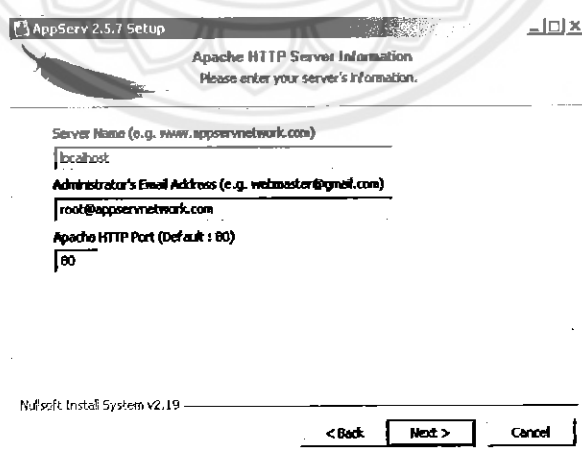 AppServ 2.5.7 Setup
Apache HTTP Server Information
Please enter your server's information.
Server Name (e.g. www.appservnetwork.com)
localhost
Administrator's Email Address (e.g. webmaster@gmail.com)
root@appservnetwork.com
Apache HTTP Port (Default : 80)
80
Nullsoft Install System v2.19
< Back
Next >
Cancel